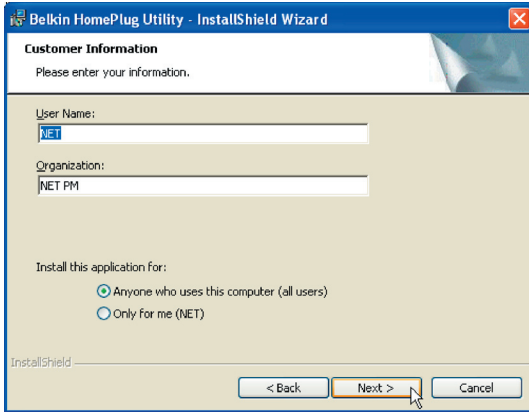 Belkin HomePlug Utility - InstallShield Wizard
Customer Information
Please enter your information.
User Name:
NET
Organization:
NET PM
Install this application for:
Anyone who uses this computer (all users)
Only for me (NET)
InstallShield
< Back Next > Cancel